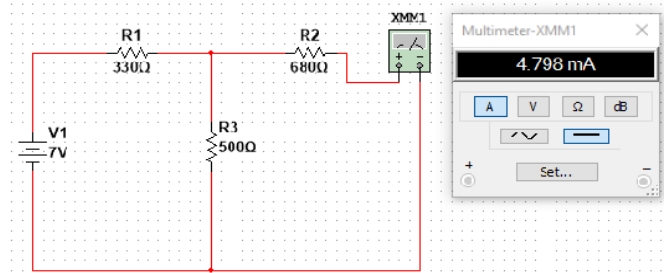 XMM1
R1
330Ω
R2
680Ω
R3
500Ω
V1
7V
Multimeter-XMM1
4.798 mA
A V Ω dB
+ -
Set...